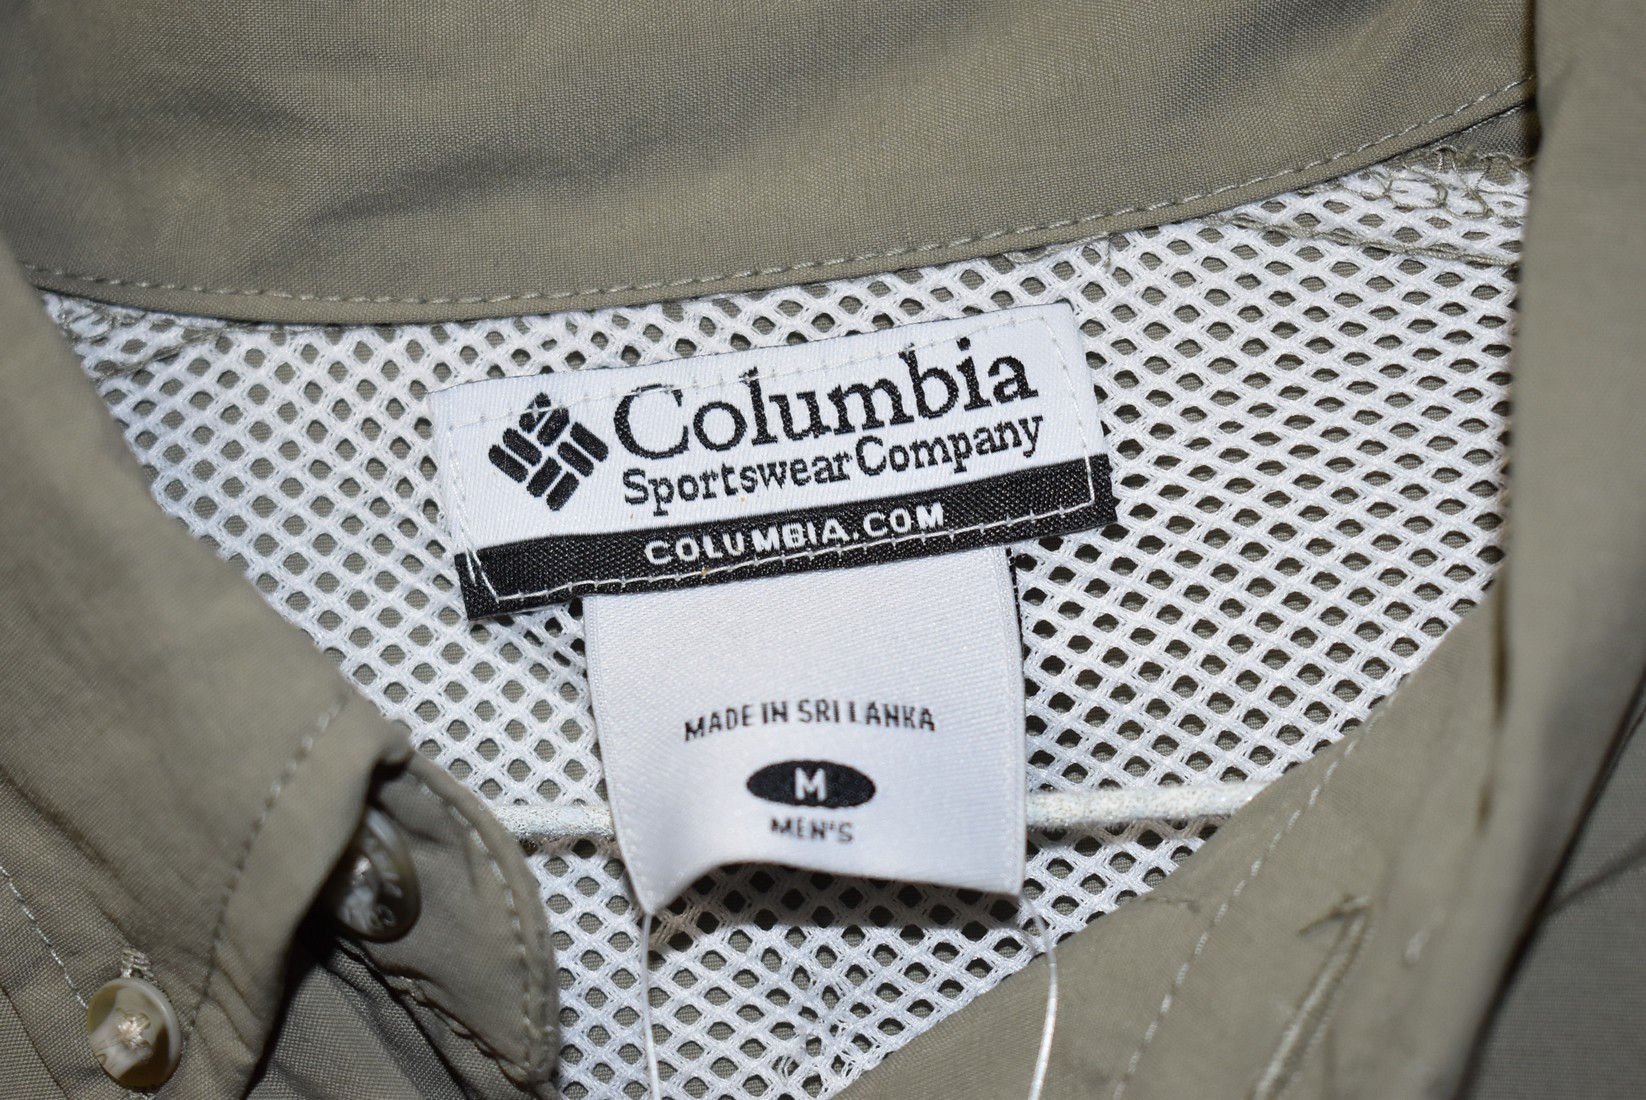 Columbia
Sportswear Company
COLUMBIA.COM
MADE IN SRI LANKA
M
MEN'S